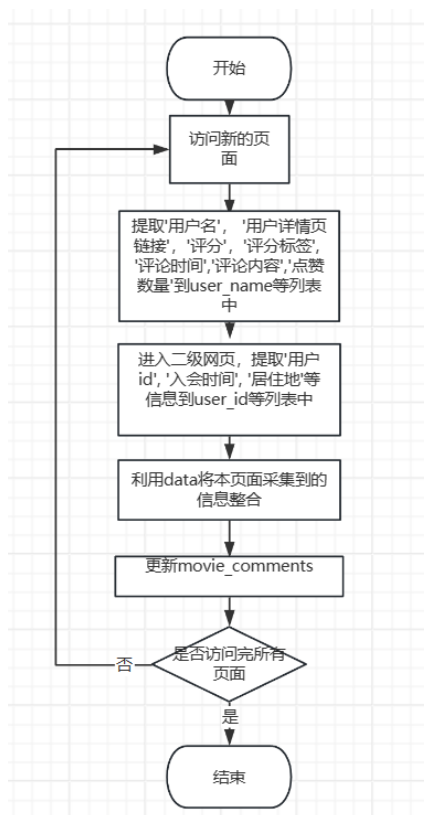 开始
访问新的页
面
提取'用户名', '用户详情页
链接', '评分', '评分标签',
'评论时间','评论内容','点赞
数量'到user_name等列表
中
进入二级网页，提取'用户
id', '入会时间', '居住地'等
信息到user_id等列表中
利用data将本页面采集到的
信息整合
更新movie_comments
是否访问完所有
页面
否
是
结束